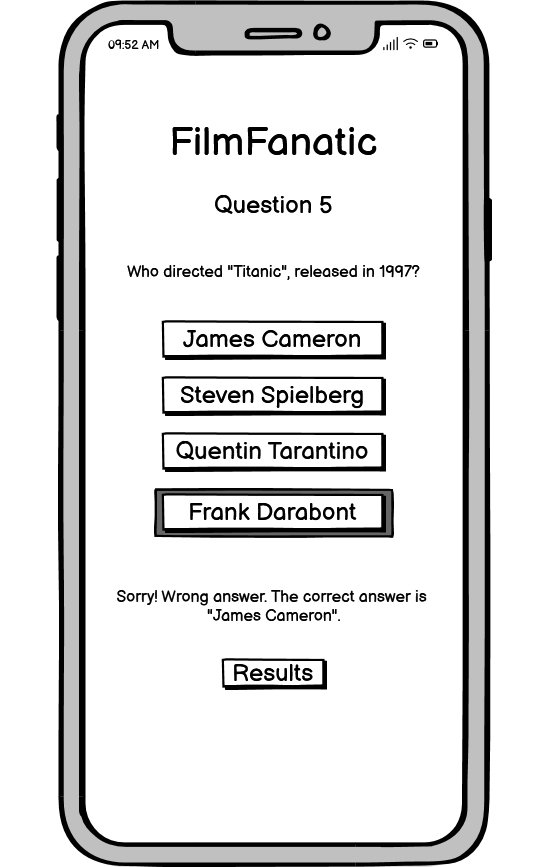 09:52 AM
FilmFanatic
Question 5
Who directed "Titanic", released in 1997?
James Cameron
Steven Spielberg
Quentin Tarantino
Frank Darabont
Sorry! Wrong answer. The correct answer is
"James Cameron".
Results